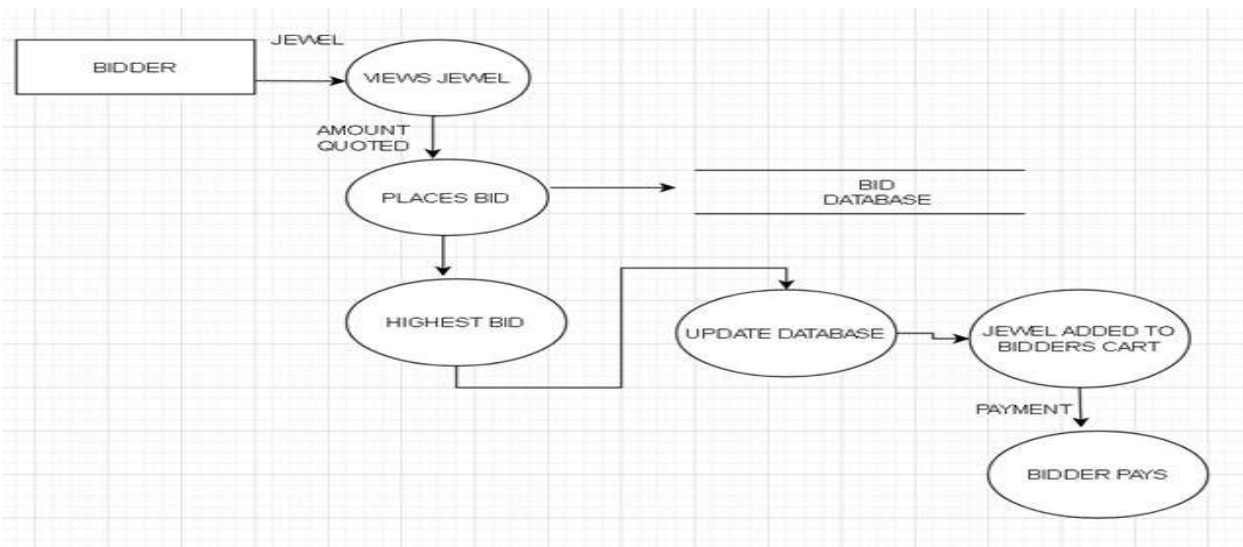 JEWEL
BIDDER
VIEWS JEWEL
AMOUNT
QUOTED
PLACES BID
BID
DATABASE
HIGHEST BID
UPDATE DATABASE
JEWEL ADDED TO
BIDDERS CART
PAYMENT
BIDDER PAYS